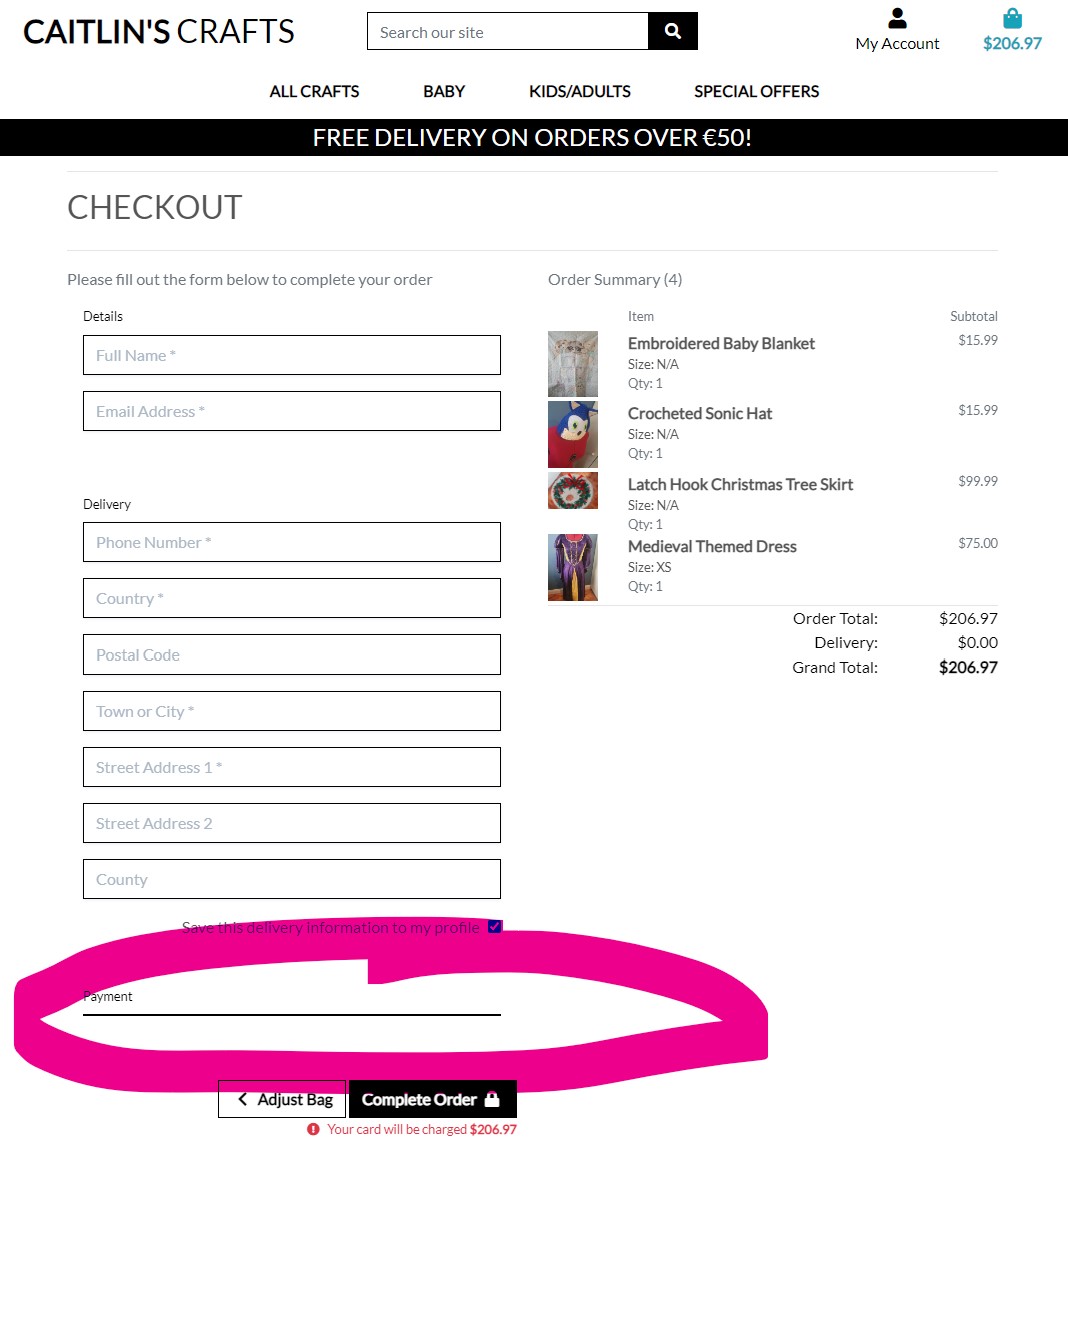 CAITLIN'S CRAFTS
Search our site
My Account
$206.97
ALL CRAFTS BABY KIDS/ADULTS SPECIAL OFFERS
FREE DELIVERY ON ORDERS OVER €50!
CHECKOUT
Please fill out the form below to complete your order
Details
Full Name *
Email Address *
Delivery
Phone Number *
Country *
Postal Code
Town or City *
Street Address 1 *
Street Address 2
County
Save this delivery information to my profile
Payment
Adjust Bag
Complete Order
Your card will be charged $206.97
Order Summary (4)
Item Subtotal
Embroidered Baby Blanket $15.99
Size: N/A
Qty: 1
Crocheted Sonic Hat $15.99
Size: N/A
Qty: 1
Latch Hook Christmas Tree Skirt $99.99
Size: N/A
Qty: 1
Medieval Themed Dress $75.00
Size: XS
Qty: 1
Order Total: $206.97
Delivery: $0.00
Grand Total: $206.97